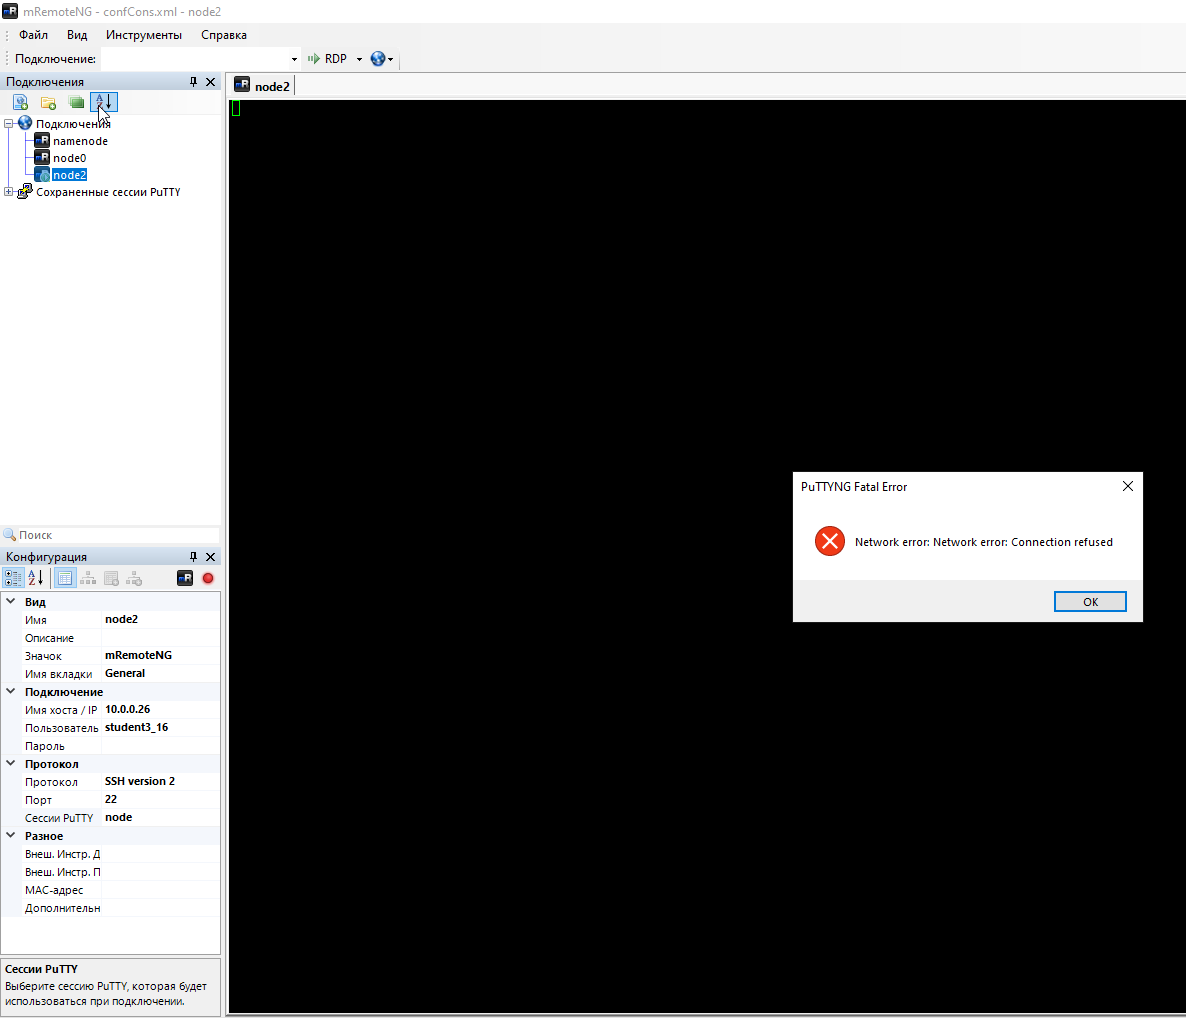 mRemoteNG - confCons.xml - node2
Файл Вид Инструменты Справка
Подключение: RDP
Подключения
node2
Подключения
namenode
node0
node2
Сохраненные сессии PuTTY
PuTTYNG Fatal Error
Network error: Network error: Connection refused
OK
Поиск
Конфигурация
Вид
Имя node2
Описание
Значок mRemoteNG
Имя вкладки General
Подключение
Имя хоста / IP 10.0.0.26
Пользователь student3_16
Пароль
Протокол
Протокол SSH version 2
Порт 22
Сессии PuTTY node
Разное
Внеш. Инстр. Д
Внеш. Инстр. П
MAC-адрес
Дополнительн
Сессии PuTTY
Выберите сессию PuTTY, которая будет
использоваться при подключении.